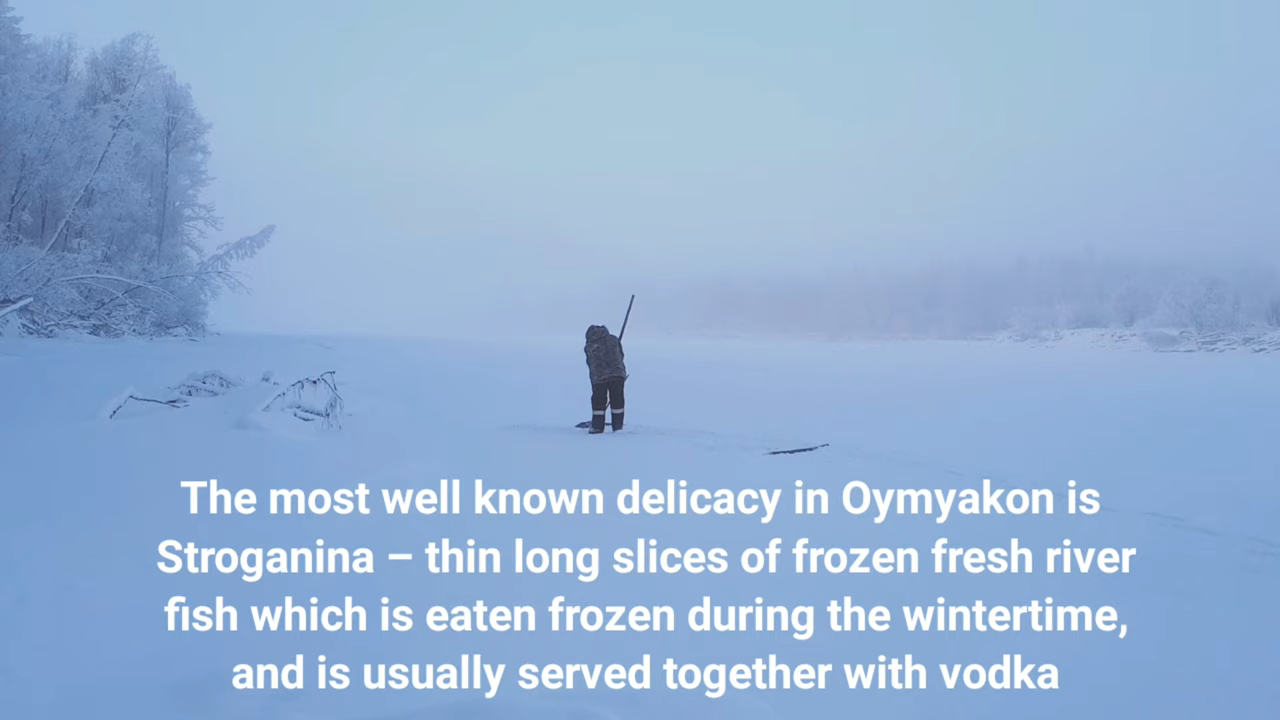 The most well known delicacy in Oymyakon is
Stroganina – thin long slices of frozen fresh river
fish which is eaten frozen during the wintertime,
and is usually served together with vodka